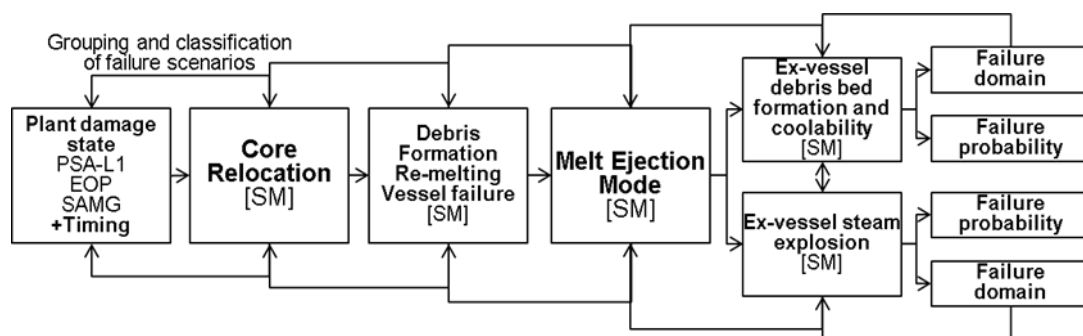 Grouping and classification
of failure scenarios
Plant damage
state
PSA-L1
EOP
SAMG
+Timing
Core
Relocation
[SM]
Debris
Formation
Re-melting
Vessel failure
[SM]
Melt Ejection
Mode
[SM]
Ex-vessel
debris bed
formation and
coolability
[SM]
Ex-vessel steam
explosion
[SM]
Failure
domain
Failure
probability
Failure
probability
Failure
domain